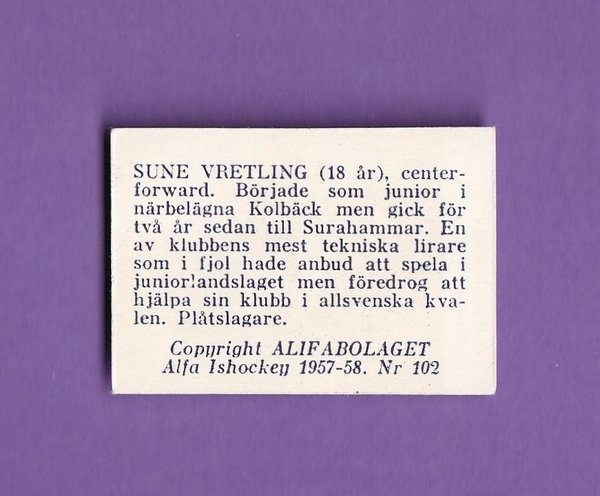 SUNE VRETLING (18 år), center-
forward. Började som junior i
närbelägna Kolbäck men gick för
två år sedan till Surahammar. En
av klubbens mest tekniska lirare
som i fjol hade anbud att spela i
juniorlandslaget men föredrog att
hjälpa sin klubb i allsvenska kva-
len. Plåtslagare.
Copyright ALIFABOLAGET
Alfa Ishockey 1957-58. Nr 102